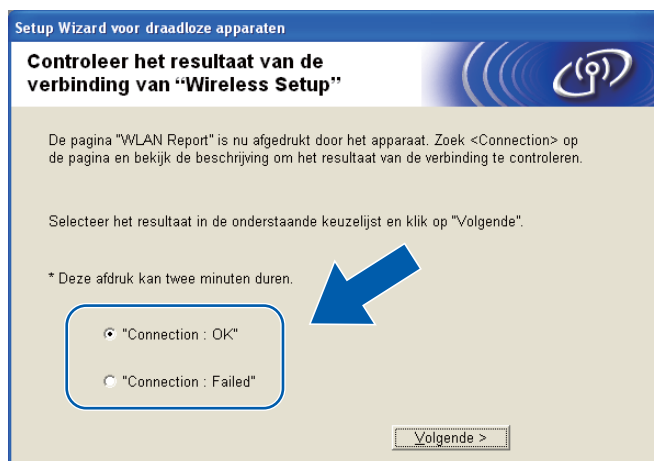 Setup Wizard voor draadloze apparaten
Controleer het resultaat van de
verbinding van “Wireless Setup”
De pagina "WLAN Report" is nu afgedrukt door het apparaat. Zoek <Connection> op
de pagina en bekijk de beschrijving om het resultaat van de verbinding te controleren.
Selecteer het resultaat in de onderstaande keuzelijst en klik op "Volgende".
* Deze afdruk kan twee minuten duren.
"Connection : OK"
"Connection : Failed"
Volgende >